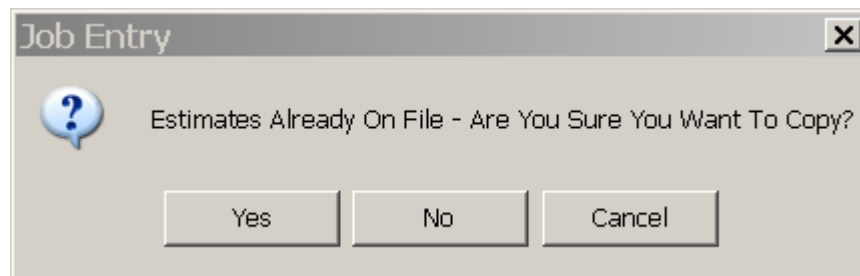 Job Entry
Estimates Already On File - Are You Sure You Want To Copy?
Yes
No
Cancel